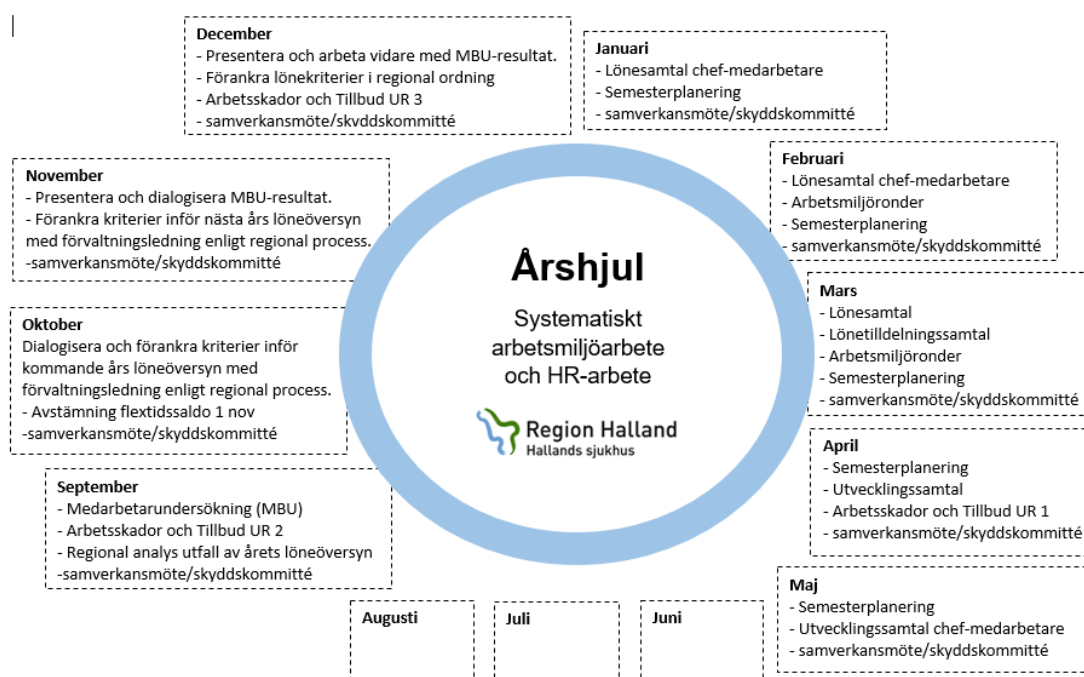 December
- Presentera och arbeta vidare med MBU-resultat.
- Förankra lönekriterier i regional ordning
- Arbetsskador och Tillbud UR 3
- samverkansmöte/skyddskommitté
Januari
- Lönesamtal chef-medarbetare
- Semesterplanering
- samverkansmöte/skyddskommitté
Februari
- Lönesamtal chef-medarbetare
- Arbetsmiljöronder
- Semesterplanering
- samverkansmöte/skyddskommitté
Mars
- Lönesamtal
- Lönetilldelningssamtal
- Arbetsmiljöronder
- Semesterplanering
- samverkansmöte/skyddskommitté
April
- Semesterplanering
- Utvecklingssamtal
- Arbetsskador och Tillbud UR 1
- samverkansmöte/skyddskommitté
Maj
- Semesterplanering
- Utvecklingssamtal chef-medarbetare
- samverkansmöte/skyddskommitté
Juni
Juli
Augusti
September
- Medarbetarundersökning (MBU)
- Arbetsskador och Tillbud UR 2
- Regional analys utfall av årets löneöversyn
-samverkansmöte/skyddskommitté
Oktober
Dialogisera och förankra kriterier inför
kommande års löneöversyn med
förvaltningsledning enligt regional process.
- Avstämning flextidssaldo 1 nov
-samverkansmöte/skyddskommitté
November
- Presentera och dialogisera MBU-resultat.
- Förankra kriterier inför nästa års löneöversyn
med förvaltningsledning enligt regional process.
-samverkansmöte/skyddskommitté
Årshjul
Systematiskt
arbetsmiljöarbete
och HR-arbete
Region Halland
Hallands sjukhus